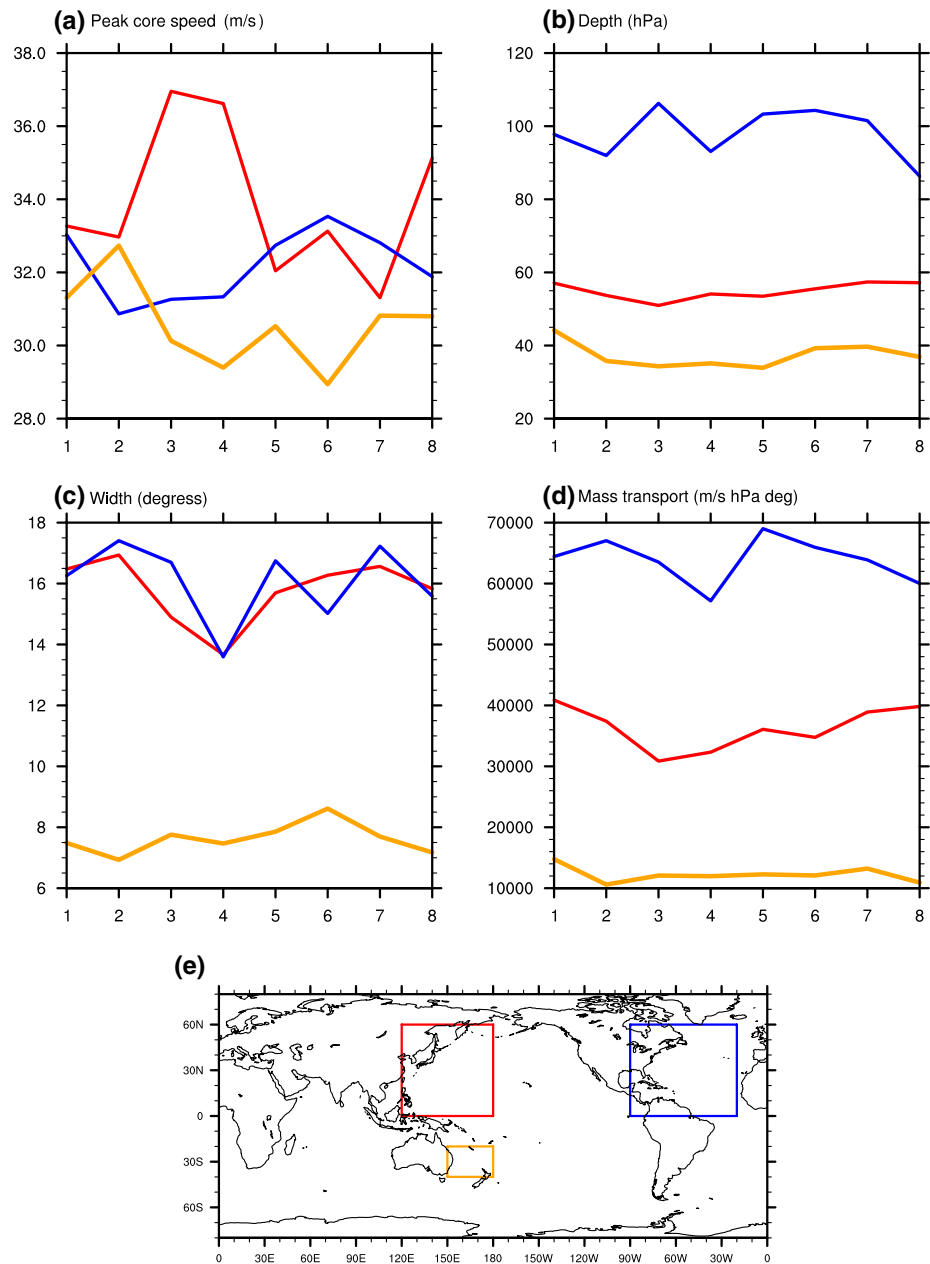 (a) Peak core speed (m/s)
38.0
36.0
34.0
32.0
30.0
28.0
1 2 3 4 5 6 7 8
(b) Depth (hPa)
120
100
80
60
40
20
1 2 3 4 5 6 7 8
(c) Width (degress)
18
16
14
12
10
8
6
1 2 3 4 5 6 7 8
(d) Mass transport (m/s hPa deg)
70000
60000
50000
40000
30000
20000
10000
1 2 3 4 5 6 7 8
(e)
60N
30N
0
30S
60S
0 30E 60E 90E 120E 150E 180 150W 120W 90W 60W 30W 0